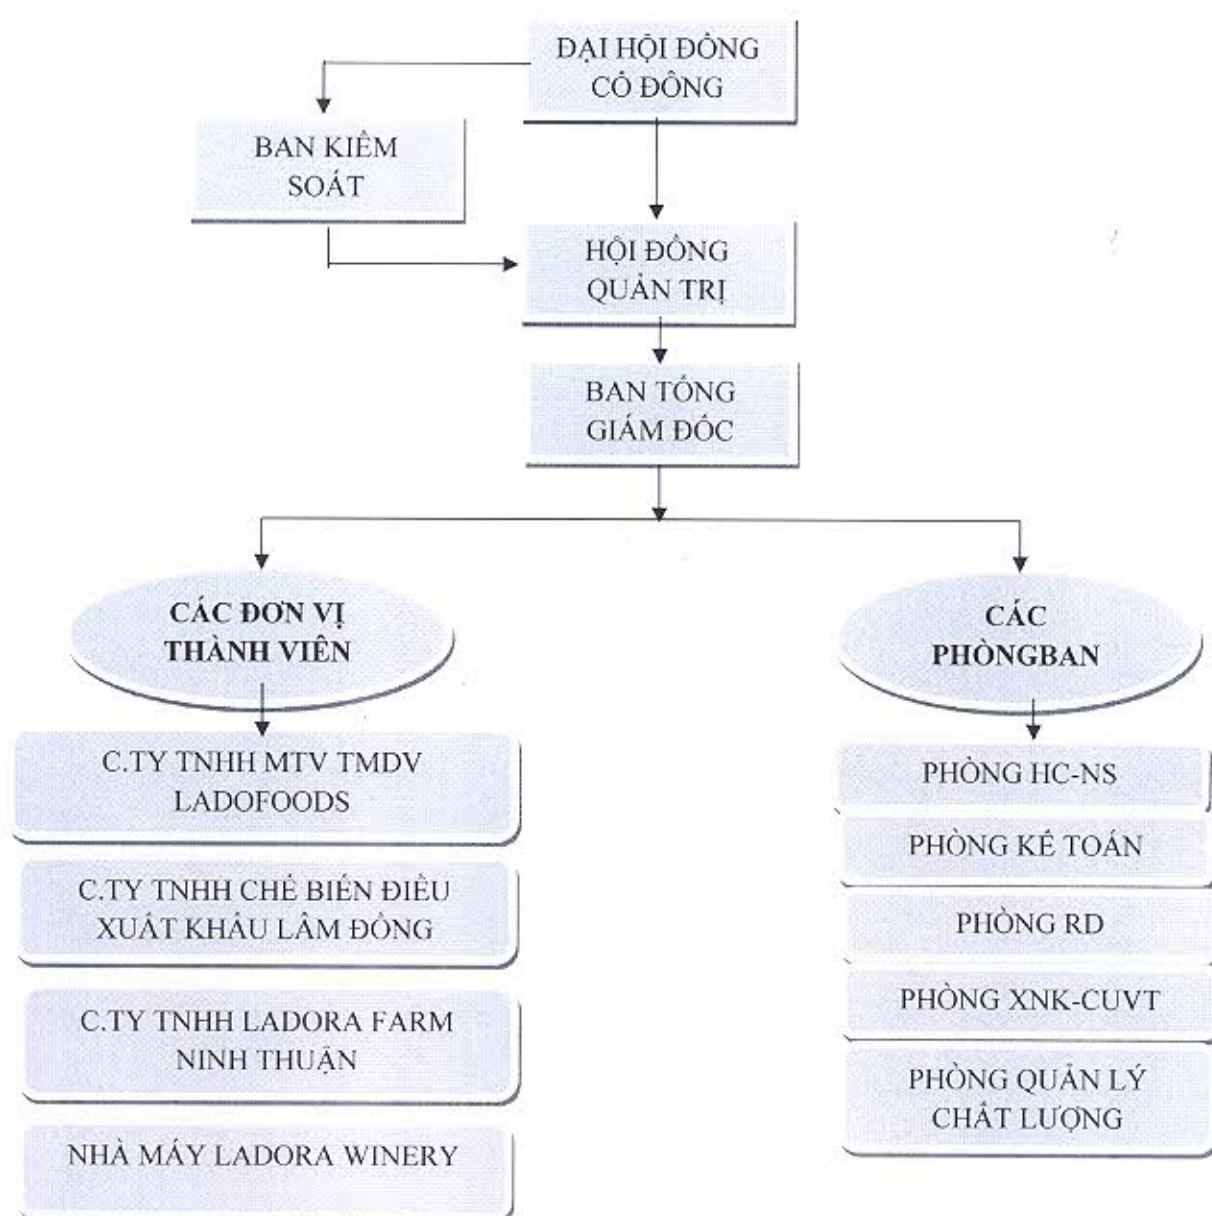 ĐẠI HỘI ĐỒNG
CỔ ĐÔNG
BAN KIỂM
SOÁT
HỘI ĐỒNG
QUẢN TRỊ
BAN TỔNG
GIÁM ĐỐC
CÁC ĐƠN VỊ
THÀNH VIÊN
CÁC
PHÒNGBAN
C.TY TNHH MTV TMDV
LADOFOODS
C.TY TNHH CHẾ BIẾN ĐIỀU
XUẤT KHẨU LÂM ĐỒNG
C.TY TNHH LADORA FARM
NINH THUẬN
NHÀ MÁY LADORA WINERY
PHÒNG HC-NS
PHÒNG KẾ TOÁN
PHÒNG RD
PHÒNG XNK-CUVT
PHÒNG QUẢN LÝ
CHẤT LƯỢNG